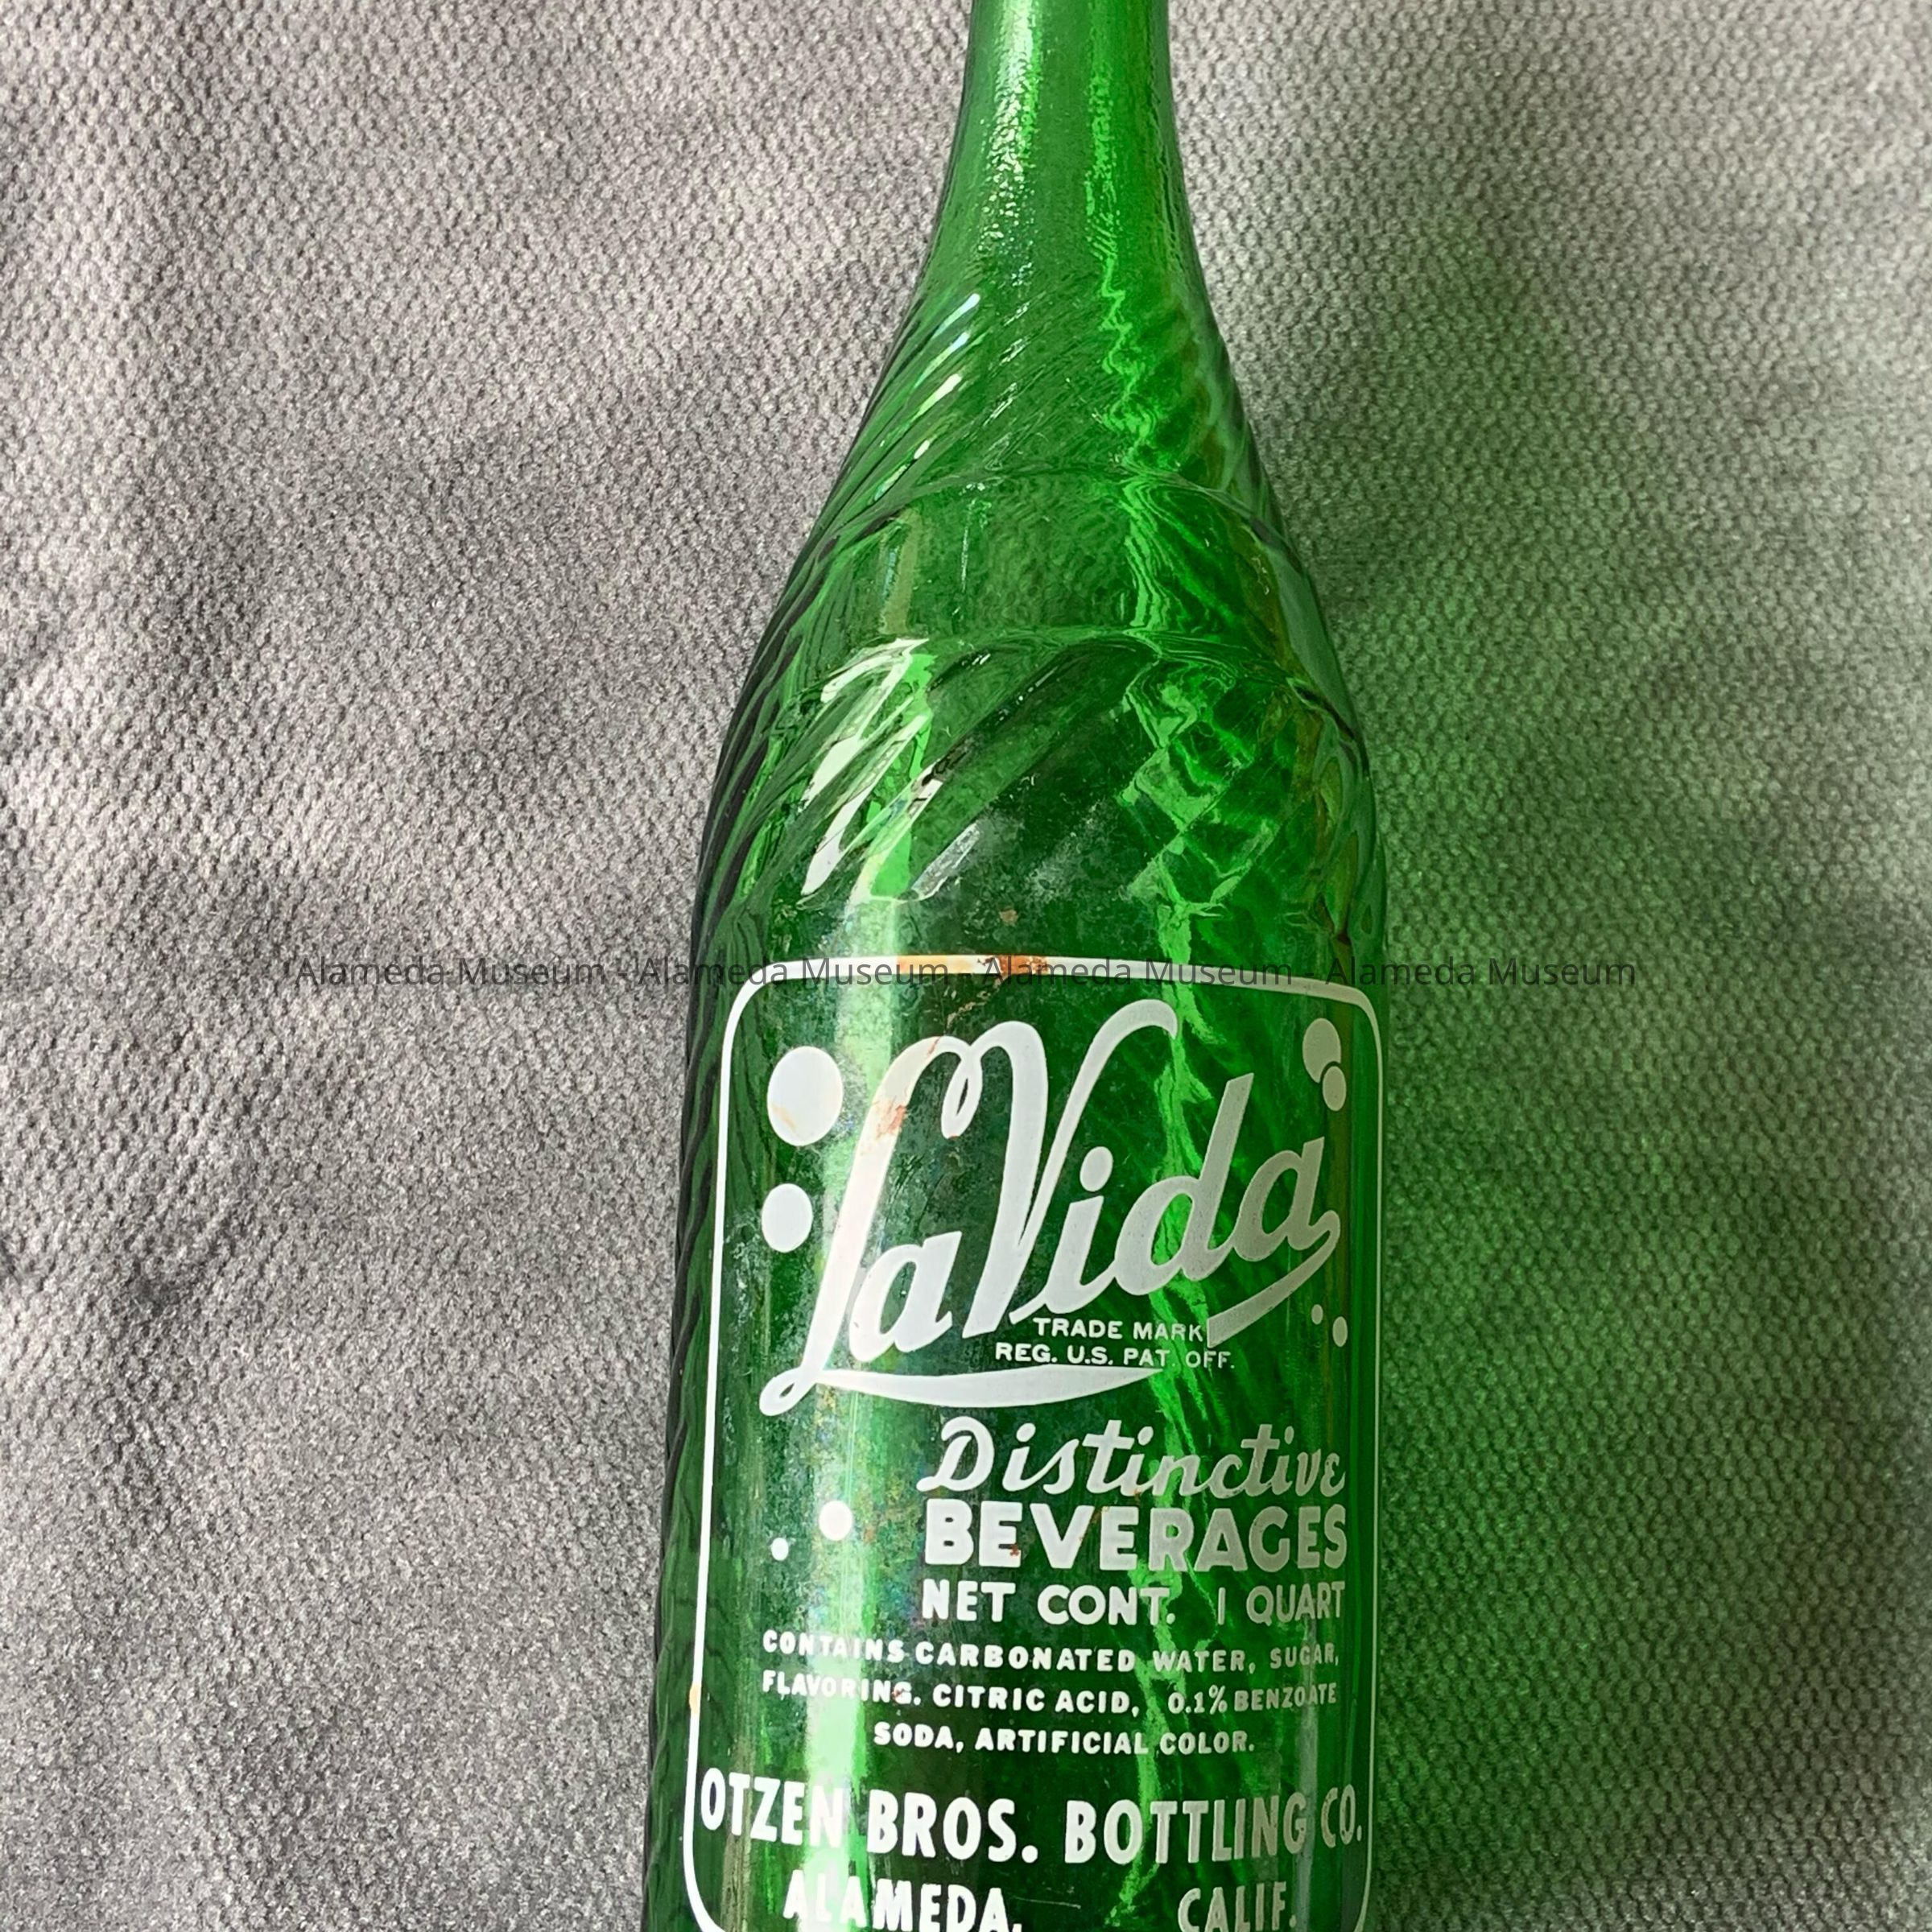 Alameda Museum - Alameda Museum - Alameda Museum - Alameda Museum
La Vida
TRADE MARK
REG. U.S. PAT. OFF.
Distinctive
BEVERAGES
NET CONT. 1 QUART
CONTAINS CARBONATED WATER, SUGAR,
FLAVORING. CITRIC ACID, 0.1% BENZOATE
SODA, ARTIFICIAL COLOR.
OTZEN BROS. BOTTLING CO.
ALAMEDA, CALIF.